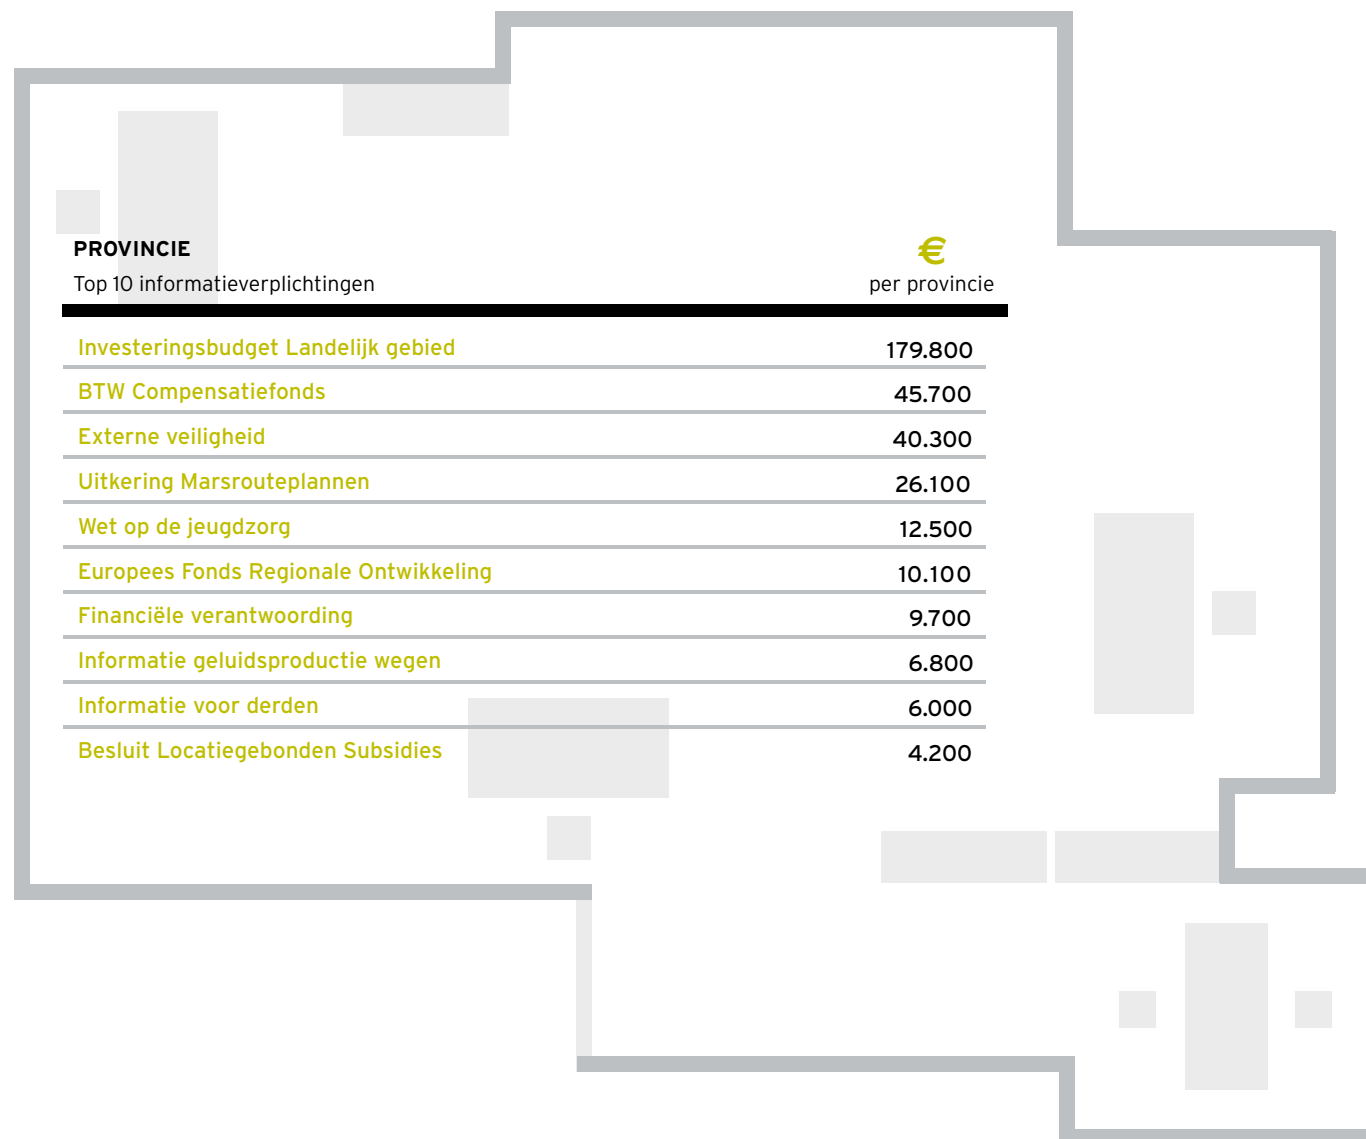 PROVINCIE €
Top 10 informatieverplichtingen per provincie
Investeringsbudget Landelijk gebied 179.800
BTW Compensatiefonds 45.700
Externe veiligheid 40.300
Uitkering Marsrouteplannen 26.100
Wet op de jeugdzorg 12.500
Europees Fonds Regionale Ontwikkeling 10.100
Financiële verantwoording 9.700
Informatie geluidsproductie wegen 6.800
Informatie voor derden 6.000
Besluit Locatiegebonden Subsidies 4.200